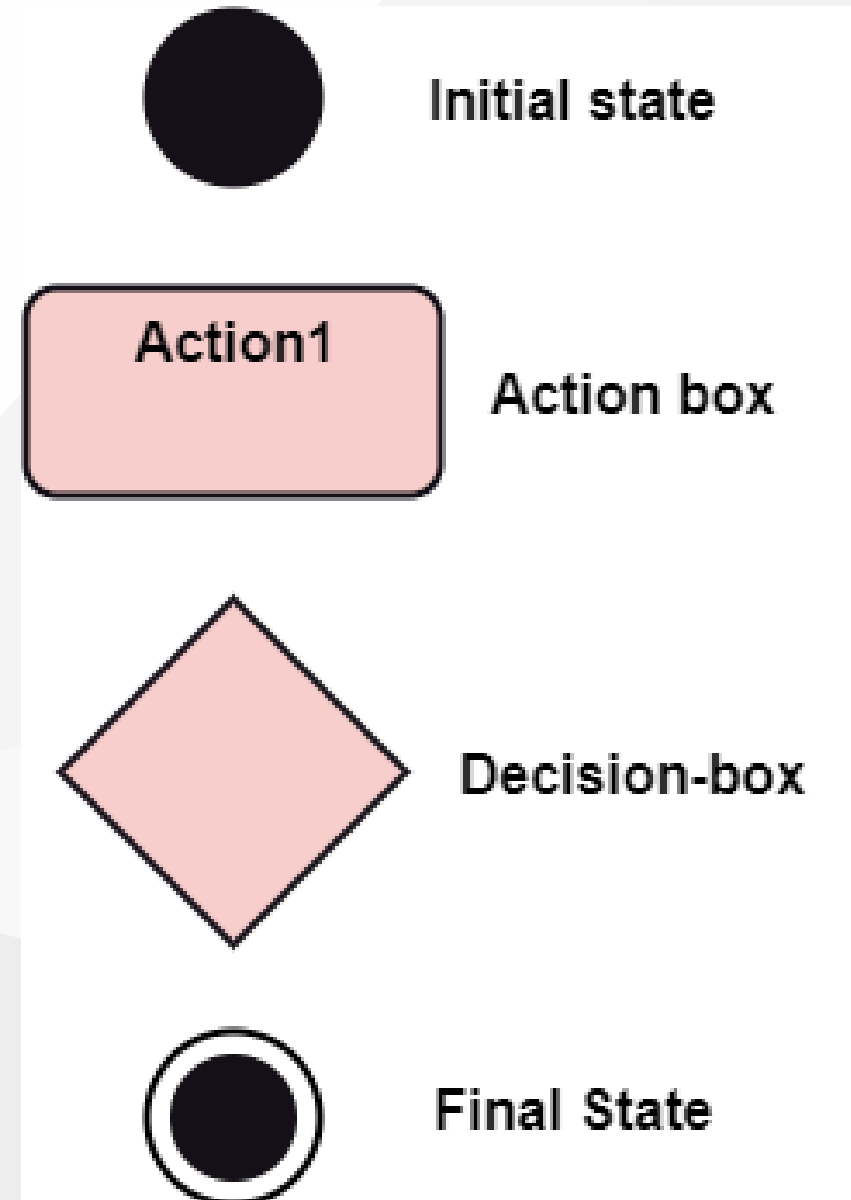 Initial state
Action1
Action box
Decision-box
Final State